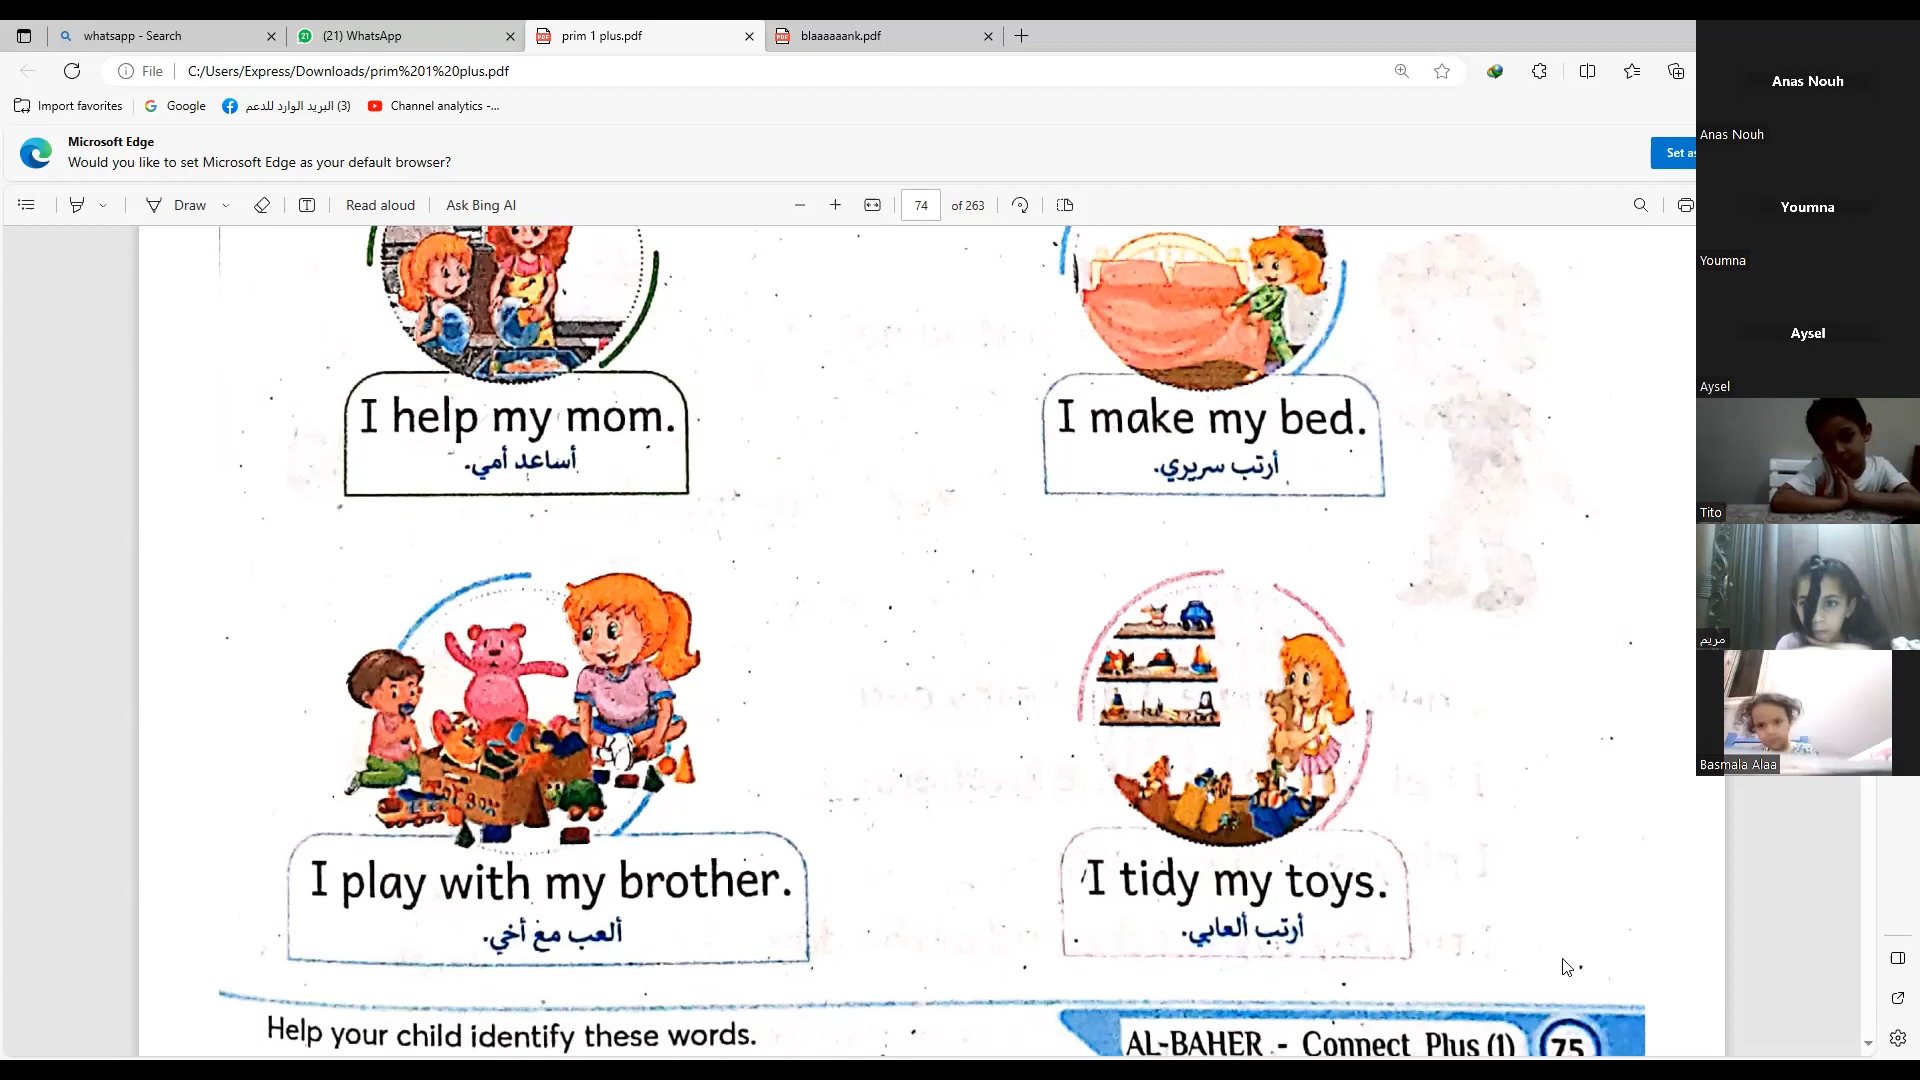 whatsapp - Search
(21) WhatsApp
prim 1 plus.pdf
blaaaaaank.pdf
File
C:/Users/Express/Downloads/prim%201%20plus.pdf
Import favorites
Google
(3) البريد الوارد للدعم
Channel analytics -...
Microsoft Edge
Would you like to set Microsoft Edge as your default browser?
Set as
Draw
Read aloud
Ask Bing AI
74
of 263
I help my mom.
أساعد أمي.
I make my bed.
أرتب سريري.
I play with my brother.
ألعب مع أخي.
I tidy my toys.
أرتب ألعابي.
Help your child identify these words.
AL-BAHER - Connect Plus (1)
75
Anas Nouh
Anas Nouh
Youmna
Youmna
Aysel
Aysel
Tito
مريم
Basmala Alaa